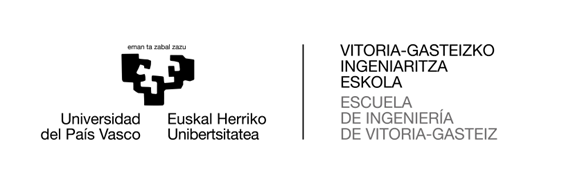 eman ta zabal zazu
Universidad
del País Vasco
Euskal Herriko
Unibertsitatea
VITORIA-GASTEIZKO
INGENIARITZA
ESKOLA
ESCUELA
DE INGENIERÍA
DE VITORIA-GASTEIZ